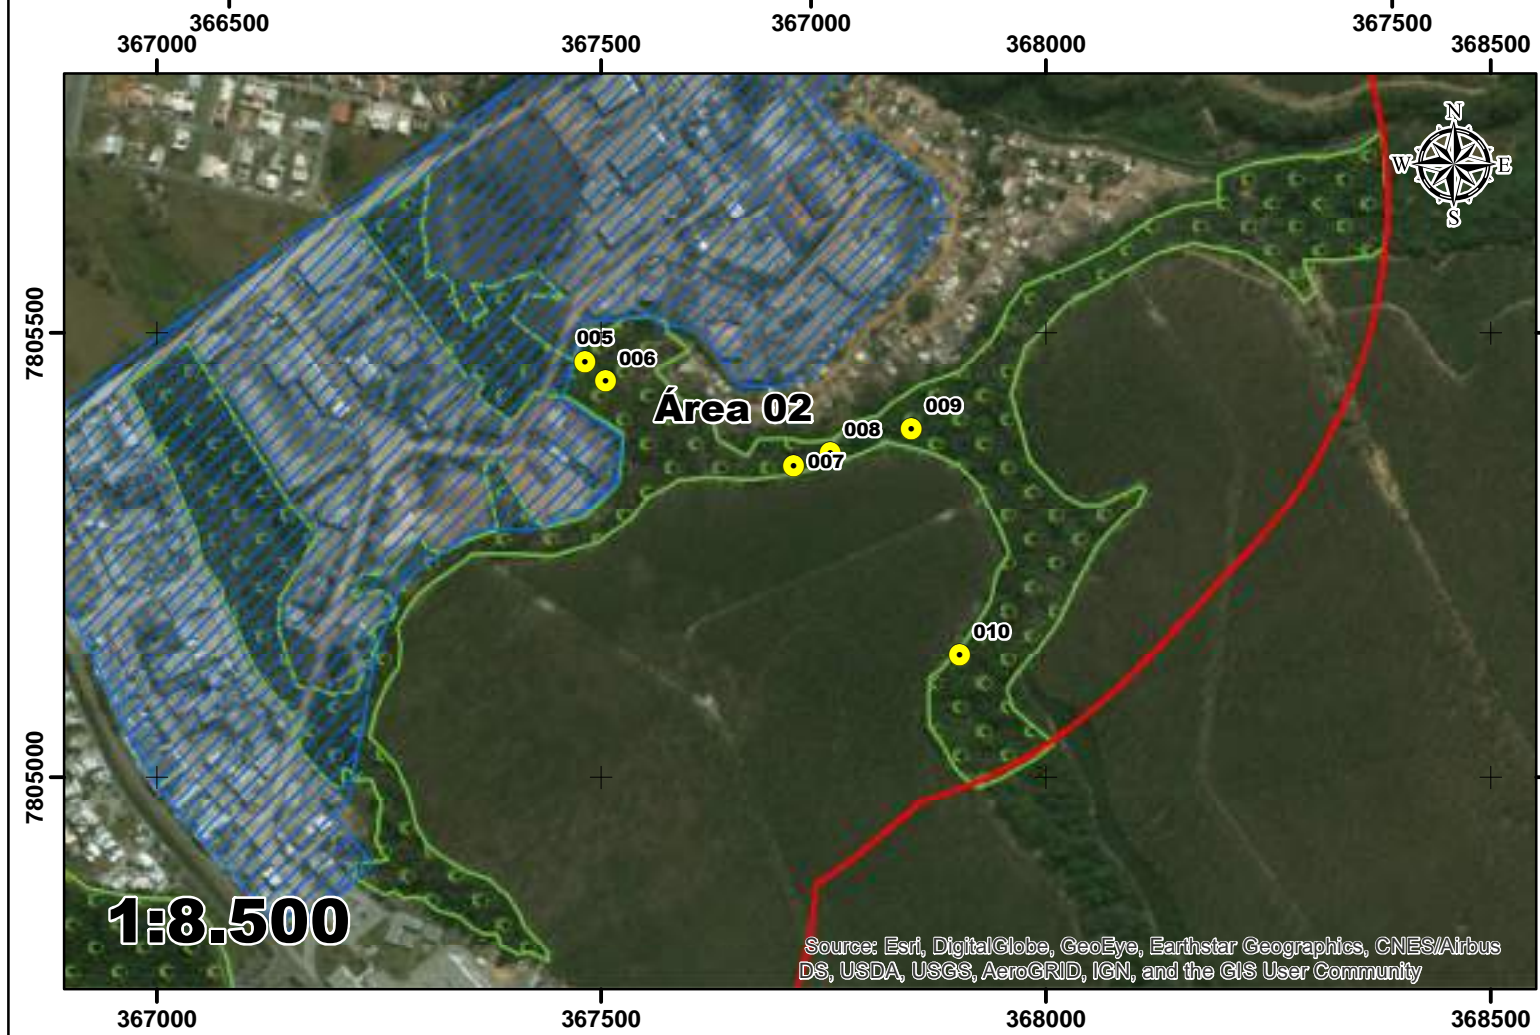 366500 367000 367500
367000 367500 368000 368500
N
W E
S
7805500
005
006
Área 02
009
008
007
010
7805000
1:8.500
Source: Esri, DigitalGlobe, GeoEye, Earthstar Geographics, CNES/Airbus
DS, USDA, USGS, AeroGRID, IGN, and the GIS User Community
367000 367500 368000 368500